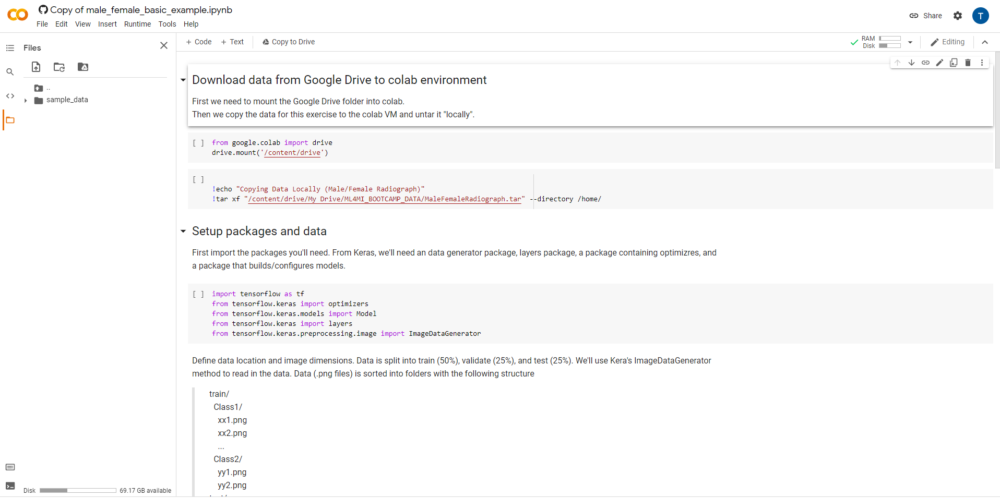 Copy of male_female_basic_example.ipynb
File Edit View Insert Runtime Tools Help
Share
T
Files
+ Code + Text Copy to Drive
RAM
Disk
Editing
..
sample_data
Download data from Google Drive to colab environment
First we need to mount the Google Drive folder into colab.
Then we copy the data for this exercise to the colab VM and untar it "locally".
[ ] from google.colab import drive
drive.mount('/content/drive')
[ ]
!echo "Copying Data Locally (Male/Female Radiograph)"
!tar xf "/content/drive/My Drive/ML4MI_BOOTCAMP_DATA/MaleFemaleRadiograph.tar" --directory /home/
Setup packages and data
First import the packages you'll need. From Keras, we'll need an data generator package, layers package, a package containing optimizres, and
a package that builds/configures models.
[ ] import tensorflow as tf
from tensorflow.keras import optimizers
from tensorflow.keras.models import Model
from tensorflow.keras import layers
from tensorflow.keras.preprocessing.image import ImageDataGenerator
Define data location and image dimensions. Data is split into train (50%), validate (25%), and test (25%). We'll use Kera's ImageDataGenerator
method to read in the data. Data (.png files) is sorted into folders with the following structure
train/
Class1/
xx1.png
xx2.png
...
Class2/
yy1.png
yy2.png
Disk 69.17 GB available